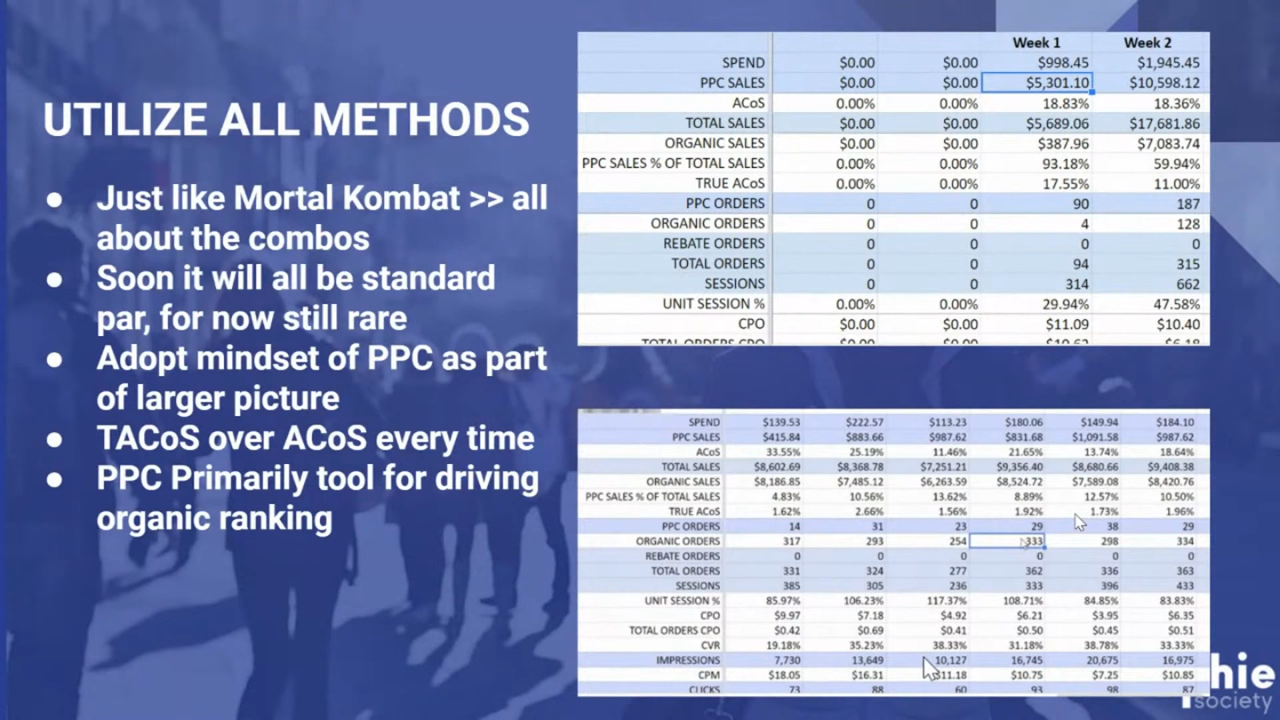 UTILIZE ALL METHODS
● Just like Mortal Kombat >> all
about the combos
● Soon it will all be standard
par, for now still rare
● Adopt mindset of PPC as part
of larger picture
● TACoS over ACoS every time
● PPC Primarily tool for driving
organic ranking
Week 1 Week 2
SPEND $0.00 $0.00 $998.45 $1,945.45
PPC SALES $0.00 $0.00 $5,301.10 $10,598.12
ACoS 0.00% 0.00% 18.83% 18.36%
TOTAL SALES $0.00 $0.00 $5,689.06 $17,681.86
ORGANIC SALES $0.00 $0.00 $387.96 $7,083.74
PPC SALES % OF TOTAL SALES 0.00% 0.00% 93.18% 59.94%
TRUE ACoS 0.00% 0.00% 17.55% 11.00%
PPC ORDERS 0 0 90 187
ORGANIC ORDERS 0 0 4 128
REBATE ORDERS 0 0 0 0
TOTAL ORDERS 0 0 94 315
SESSIONS 0 0 314 662
UNIT SESSION % 0.00% 0.00% 29.94% 47.58%
CPO $0.00 $0.00 $11.09 $10.40
TOTAL ORDERS CPO $0.00 $0.00 $10.62 $6.18
SPEND $139.53 $222.57 $113.23 $180.06 $149.94 $184.10
PPC SALES $415.84 $883.66 $987.62 $831.68 $1,091.58 $987.62
ACoS 33.55% 25.19% 11.46% 21.65% 13.74% 18.64%
TOTAL SALES $8,602.69 $8,368.78 $7,251.21 $9,356.40 $8,680.66 $9,408.38
ORGANIC SALES $8,186.85 $7,485.12 $6,263.59 $8,524.72 $7,589.08 $8,420.76
PPC SALES % OF TOTAL SALES 4.83% 10.56% 13.62% 8.89% 12.57% 10.50%
TRUE ACoS 1.62% 2.66% 1.56% 1.92% 1.73% 1.96%
PPC ORDERS 14 31 23 29 38 29
ORGANIC ORDERS 317 293 254 333 298 334
REBATE ORDERS 0 0 0 0 0 0
TOTAL ORDERS 331 324 277 362 336 363
SESSIONS 385 305 236 333 396 433
UNIT SESSION % 85.97% 106.23% 117.37% 108.71% 84.85% 83.83%
CPO $9.97 $7.18 $4.92 $6.21 $3.95 $6.35
TOTAL ORDERS CPO $0.42 $0.69 $0.41 $0.50 $0.45 $0.51
CVR 19.18% 35.23% 38.33% 31.18% 38.78% 33.33%
IMPRESSIONS 7,730 13,649 10,127 16,745 20,675 16,975
CPM $18.05 $16.31 $11.18 $10.75 $7.25 $10.85
CLICKS 73 88 60 93 98 87
hie
society